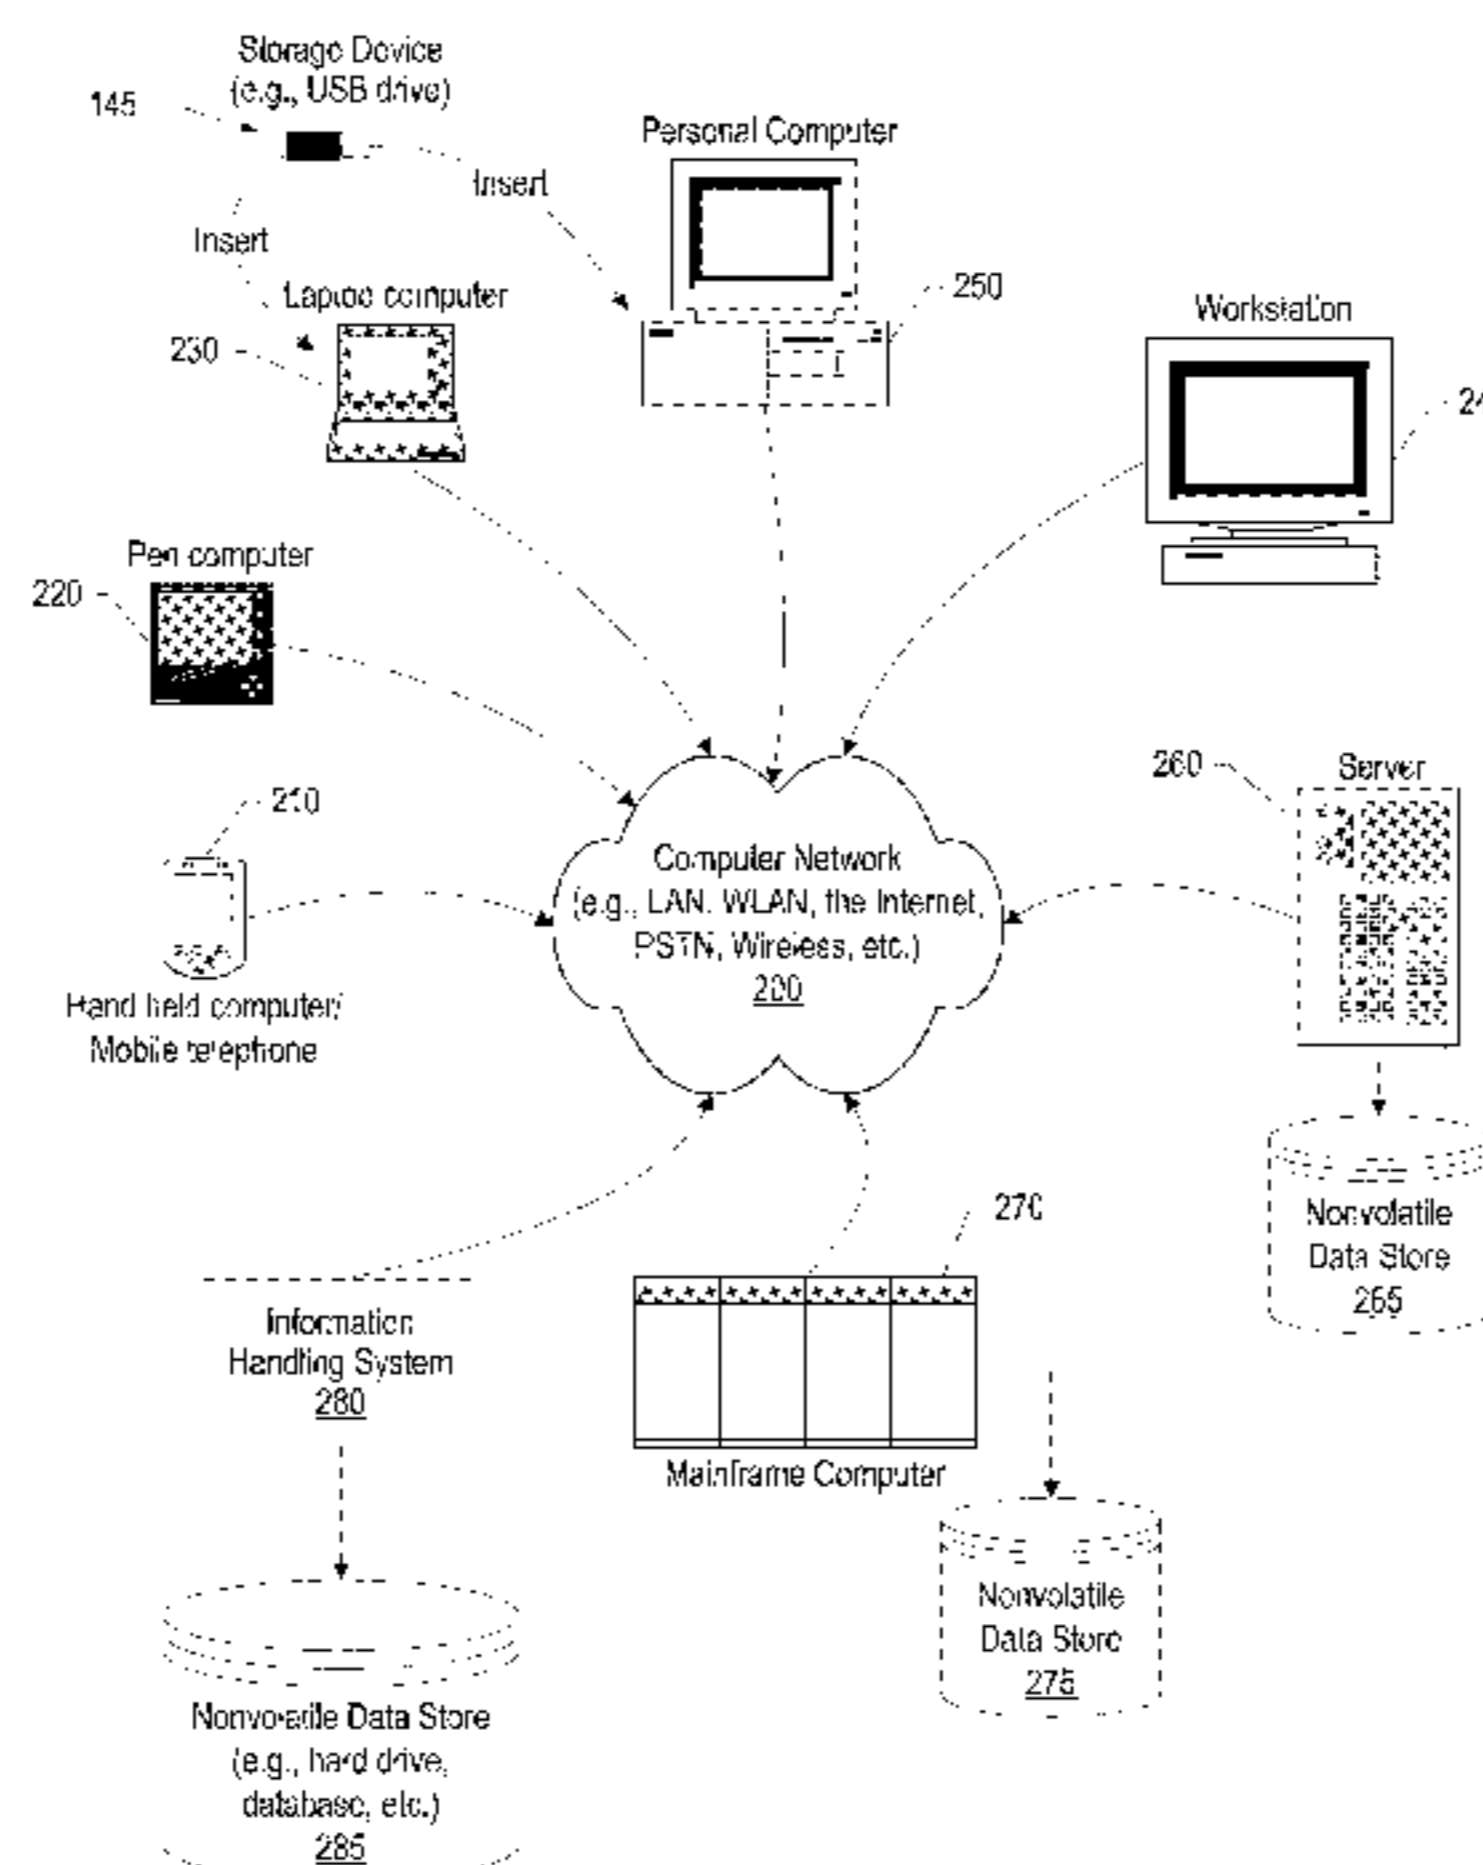 Storage Device
(e.g., USB drive)
145
Personal Computer
Insert
Insert
Laptop computer
250
Workstation
230
24
Pen computer
220
260
Server
210
Computer Network
(e.g., LAN, WLAN, the Internet,
PSTN, Wireless, etc.)
200
Hand held computer/
Mobile telephone
270
Nonvolatile
Data Store
265
Information
Handling System
280
Mainframe Computer
Nonvolatile
Data Store
275
Nonvolatile Data Store
(e.g., hard drive,
database, etc.)
285